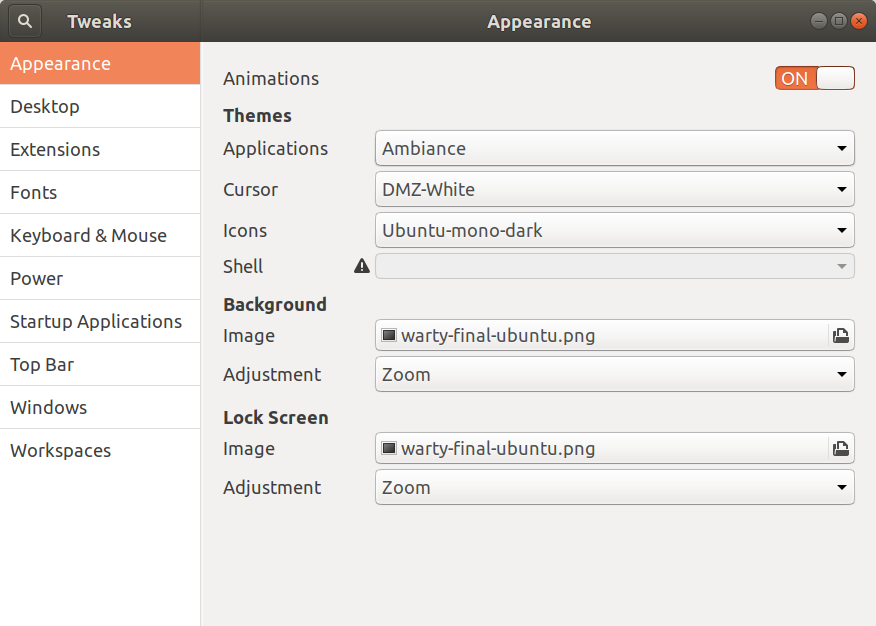 Tweaks
Appearance
Appearance
Desktop
Extensions
Fonts
Keyboard & Mouse
Power
Startup Applications
Top Bar
Windows
Workspaces
Animations ON
Themes
Applications Ambiance
Cursor DMZ-White
Icons Ubuntu-mono-dark
Shell
Background
Image warty-final-ubuntu.png
Adjustment Zoom
Lock Screen
Image warty-final-ubuntu.png
Adjustment Zoom